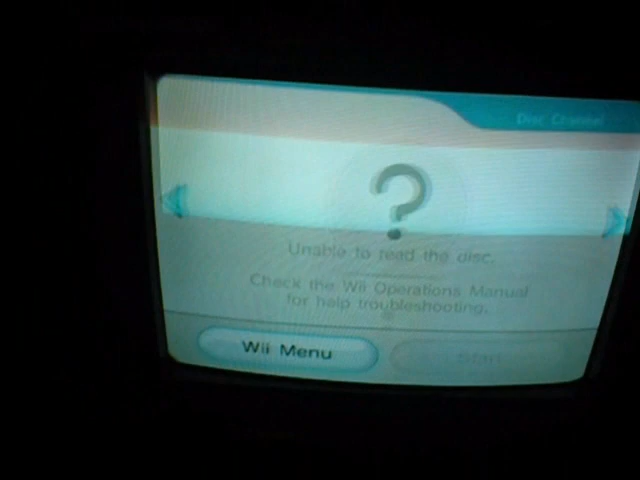 Disc Channel
?
Unable to read the disc.
Check the Wii Operations Manual
for help troubleshooting.
Wii Menu
Start